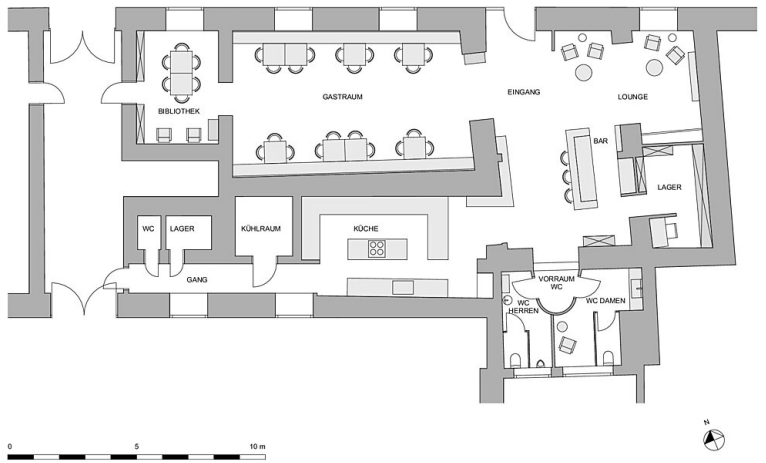 EINGANG
LOUNGE
GASTRAUM
BIBLIOTHEK
BAR
LAGER
WC
LAGER
KÜHLRAUM
KÜCHE
GANG
VORRAUM
WC
WC
HERREN
WC DAMEN
N
0
5
10 m